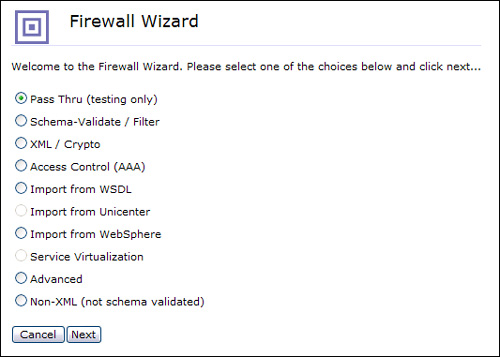 Firewall Wizard
Welcome to the Firewall Wizard. Please select one of the choices below and click next...
Pass Thru (testing only)
Schema-Validate / Filter
XML / Crypto
Access Control (AAA)
Import from WSDL
Import from Unicenter
Import from WebSphere
Service Virtualization
Advanced
Non-XML (not schema validated)
Cancel Next